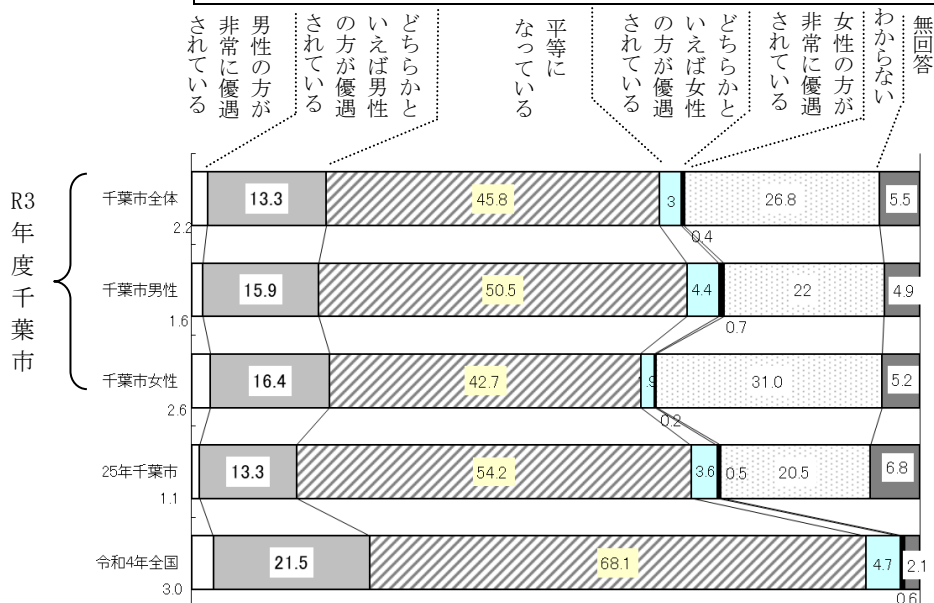 男性の方が
非常に優遇
されている
どちらかと
いえば男性
の方が優遇
されている
平等に
なっている
どちらかと
いえば女性
の方が優遇
されている
女性の方が
非常に優遇
されている
わからない
無回答
R3年度千葉市
千葉市全体
2.2
13.3
45.8
3
0.4
26.8
5.5
千葉市男性
1.6
15.9
50.5
4.4
0.7
22
4.9
千葉市女性
2.6
16.4
42.7
0.2
31.0
5.2
25年千葉市
1.1
13.3
54.2
3.6
0.5
20.5
6.8
令和4年全国
3.0
21.5
68.1
4.7
0.6
2.1